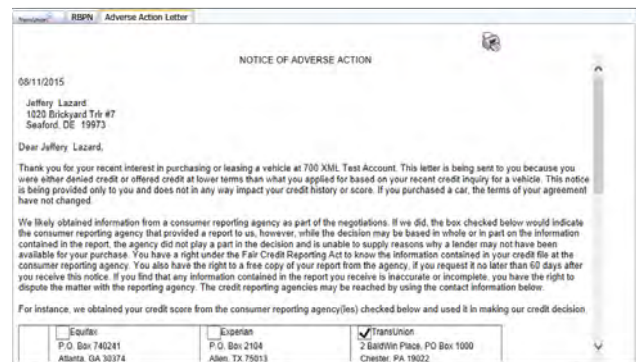 TransUnion RBPN Adverse Action Letter
NOTICE OF ADVERSE ACTION
08/11/2015
Jeffery Lazard
1020 Brickyard Trlr #7
Seaford, DE 19973
Dear Jeffery Lazard,
Thank you for your recent interest in purchasing or leasing a vehicle at 700 XML Test Account. This letter is being sent to you because you
were either denied credit or offered credit at lower terms than what you applied for based on your recent credit inquiry for a vehicle. This notice
is being provided only to you and does not in any way impact your credit history or score. If you purchased a car, the terms of your agreement
have not changed.
We likely obtained information from a consumer reporting agency as part of the negotiations. If we did, the box checked below would indicate
the consumer reporting agency that provided a report to us, however, while the decision may be based in whole or in part on the information
contained in the report, the agency did not play a part in the decision and is unable to supply reasons why a lender may not have been
available for your purchase. You have a right under the Fair Credit Reporting Act to know the information contained in your credit file at the
consumer reporting agency. You also have the right to a free copy of your report from the agency, if you request it no later than 60 days after
you receive this notice. If you find that any information contained in the report you receive is inaccurate or incomplete, you have the right to
dispute the matter with the reporting agency. The credit reporting agencies may be reached by using the contact information below.
For instance, we obtained your credit score from the consumer reporting agency(ies) checked below and used it in making our credit decision
Equifax Experian TransUnion
P.O. Box 740241 P.O. Box 2104 2 BaldWin Place, PO Box 1000
Atlanta, GA 30374 Allen, TX 75013 Chester, PA 19022